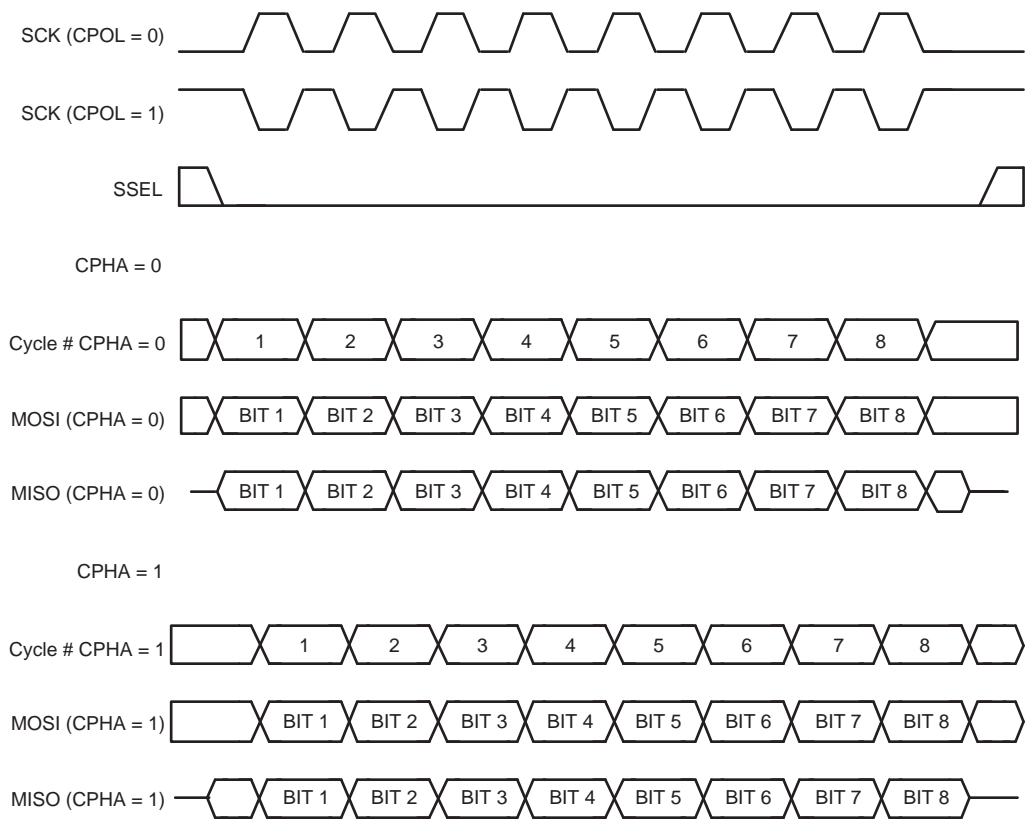 SCK (CPOL = 0)
SCK (CPOL = 1)
SSEL
CPHA = 0
Cycle # CPHA = 0 1 2 3 4 5 6 7 8
MOSI (CPHA = 0) BIT 1 BIT 2 BIT 3 BIT 4 BIT 5 BIT 6 BIT 7 BIT 8
MISO (CPHA = 0) BIT 1 BIT 2 BIT 3 BIT 4 BIT 5 BIT 6 BIT 7 BIT 8
CPHA = 1
Cycle # CPHA = 1 1 2 3 4 5 6 7 8
MOSI (CPHA = 1) BIT 1 BIT 2 BIT 3 BIT 4 BIT 5 BIT 6 BIT 7 BIT 8
MISO (CPHA = 1) BIT 1 BIT 2 BIT 3 BIT 4 BIT 5 BIT 6 BIT 7 BIT 8